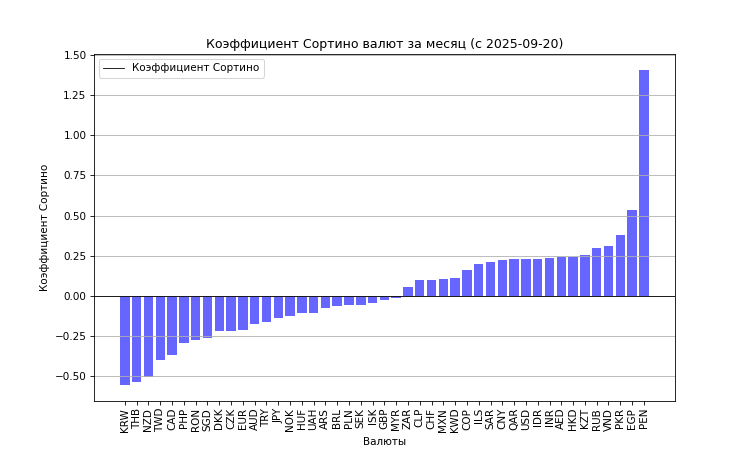 Коэффициент Сортино валют за месяц (с 2025-09-20)
Коэффициент Сортино
1.50
1.25
1.00
0.75
0.50
0.25
0.00
−0.25
−0.50
Коэффициент Сортино
KRW THB NZD TWD CAD PHP RON SGD DKK CZK EUR AUD TRY JPY NOK HUF UAH ARS BRL PLN SEK ISK GBP MYR ZAR CLP CHF MXN KWD COP ILS SAR CNY QAR USD IDR INR AED HKD KZT RUB VND PKR EGP PEN
Валюты